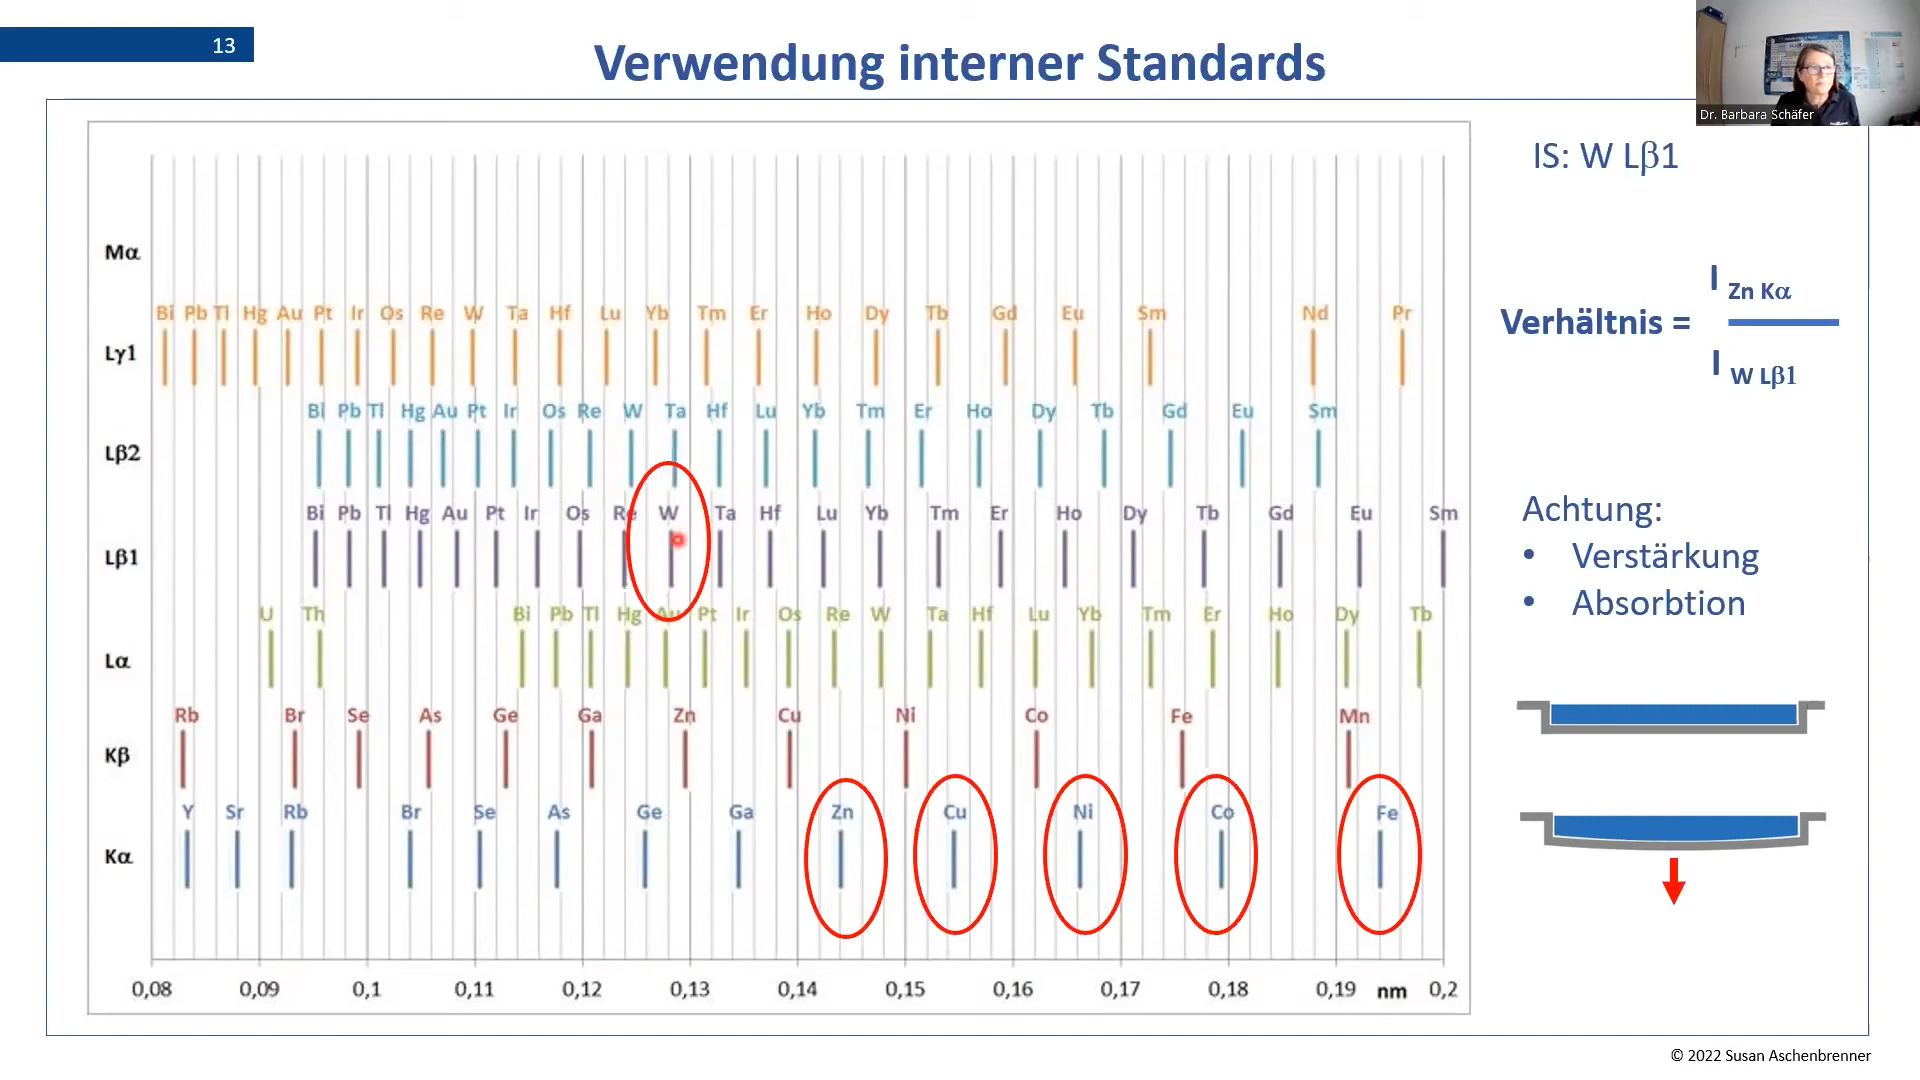 13
Verwendung interner Standards
Dr. Barbara Schäfer
IS: W Lβ1
Mα
Bi Pb Tl Hg Au Pt Ir Os Re W Ta Hf Lu Yb Tm Er Ho Dy Tb Gd Eu Sm Nd Pr
Lγ1
Bi Pb Tl Hg Au Pt Ir Os Re W Ta Hf Lu Yb Tm Er Ho Dy Tb Gd Eu Sm
Lβ2
Bi Pb Tl Hg Au Pt Ir Os Re W Ta Hf Lu Yb Tm Er Ho Dy Tb Gd Eu Sm
Lβ1
U Th Bi Pb Tl Hg Au Pt Ir Os Re W Ta Hf Lu Yb Tm Er Ho Dy Tb
Lα
Rb Br Se As Ge Ga Zn Cu Ni Co Fe Mn
Kβ
Y Sr Rb Br Se As Ge Ga Zn Cu Ni Co Fe
Kα
0,08 0,09 0,1 0,11 0,12 0,13 0,14 0,15 0,16 0,17 0,18 0,19 nm 0,2
I Zn Kα
Verhältnis =
I W Lβ1
Achtung:
• Verstärkung
• Absorbtion
© 2022 Susan Aschenbrenner